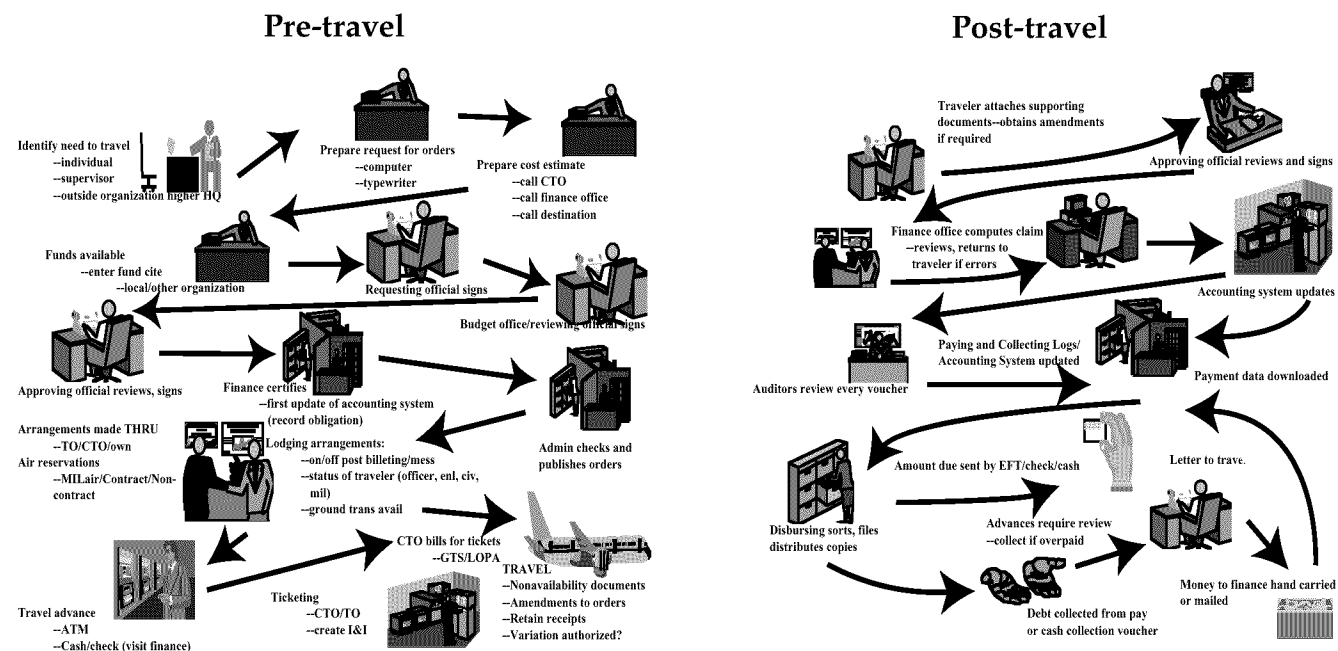 Pre-travel
Identify need to travel
--individual
--supervisor
--outside organization higher HQ
Prepare request for orders
--computer
--typewriter
Prepare cost estimate
--call CTO
--call finance office
--call destination
Funds available
--enter fund cite
--local/other organization
Requesting official signs
Budget office/reviewing official signs
Approving official reviews, signs
Finance certifies
--first update of accounting system
(record obligation)
Admin checks and
publishes orders
Arrangements made THRU
--TO/CTO/own
Air reservations
--MILair/Contract/Non-
contract
Lodging arrangements:
--on/off post billeting/mess
--status of traveler (officer, enl, civ,
mil)
--ground trans avail
Travel advance
--ATM
--Cash/check (visit finance)
CTO bills for tickets
--GTS/LOPA
Ticketing
--CTO/TO
--create I&I
TRAVEL
--Nonavailability documents
--Amendments to orders
--Retain receipts
--Variation authorized?
Post-travel
Traveler attaches supporting
documents--obtains amendments
if required
Approving official reviews and signs
Finance office computes claim
--reviews, returns to
traveler if errors
Accounting system updates
Paying and Collecting Logs/
Accounting System updated
Auditors review every voucher
Payment data downloaded
Amount due sent by EFT/check/cash
Letter to trave.
Disbursing sorts, files
distributes copies
Advances require review
--collect if overpaid
Debt collected from pay
or cash collection voucher
Money to finance hand carried
or mailed